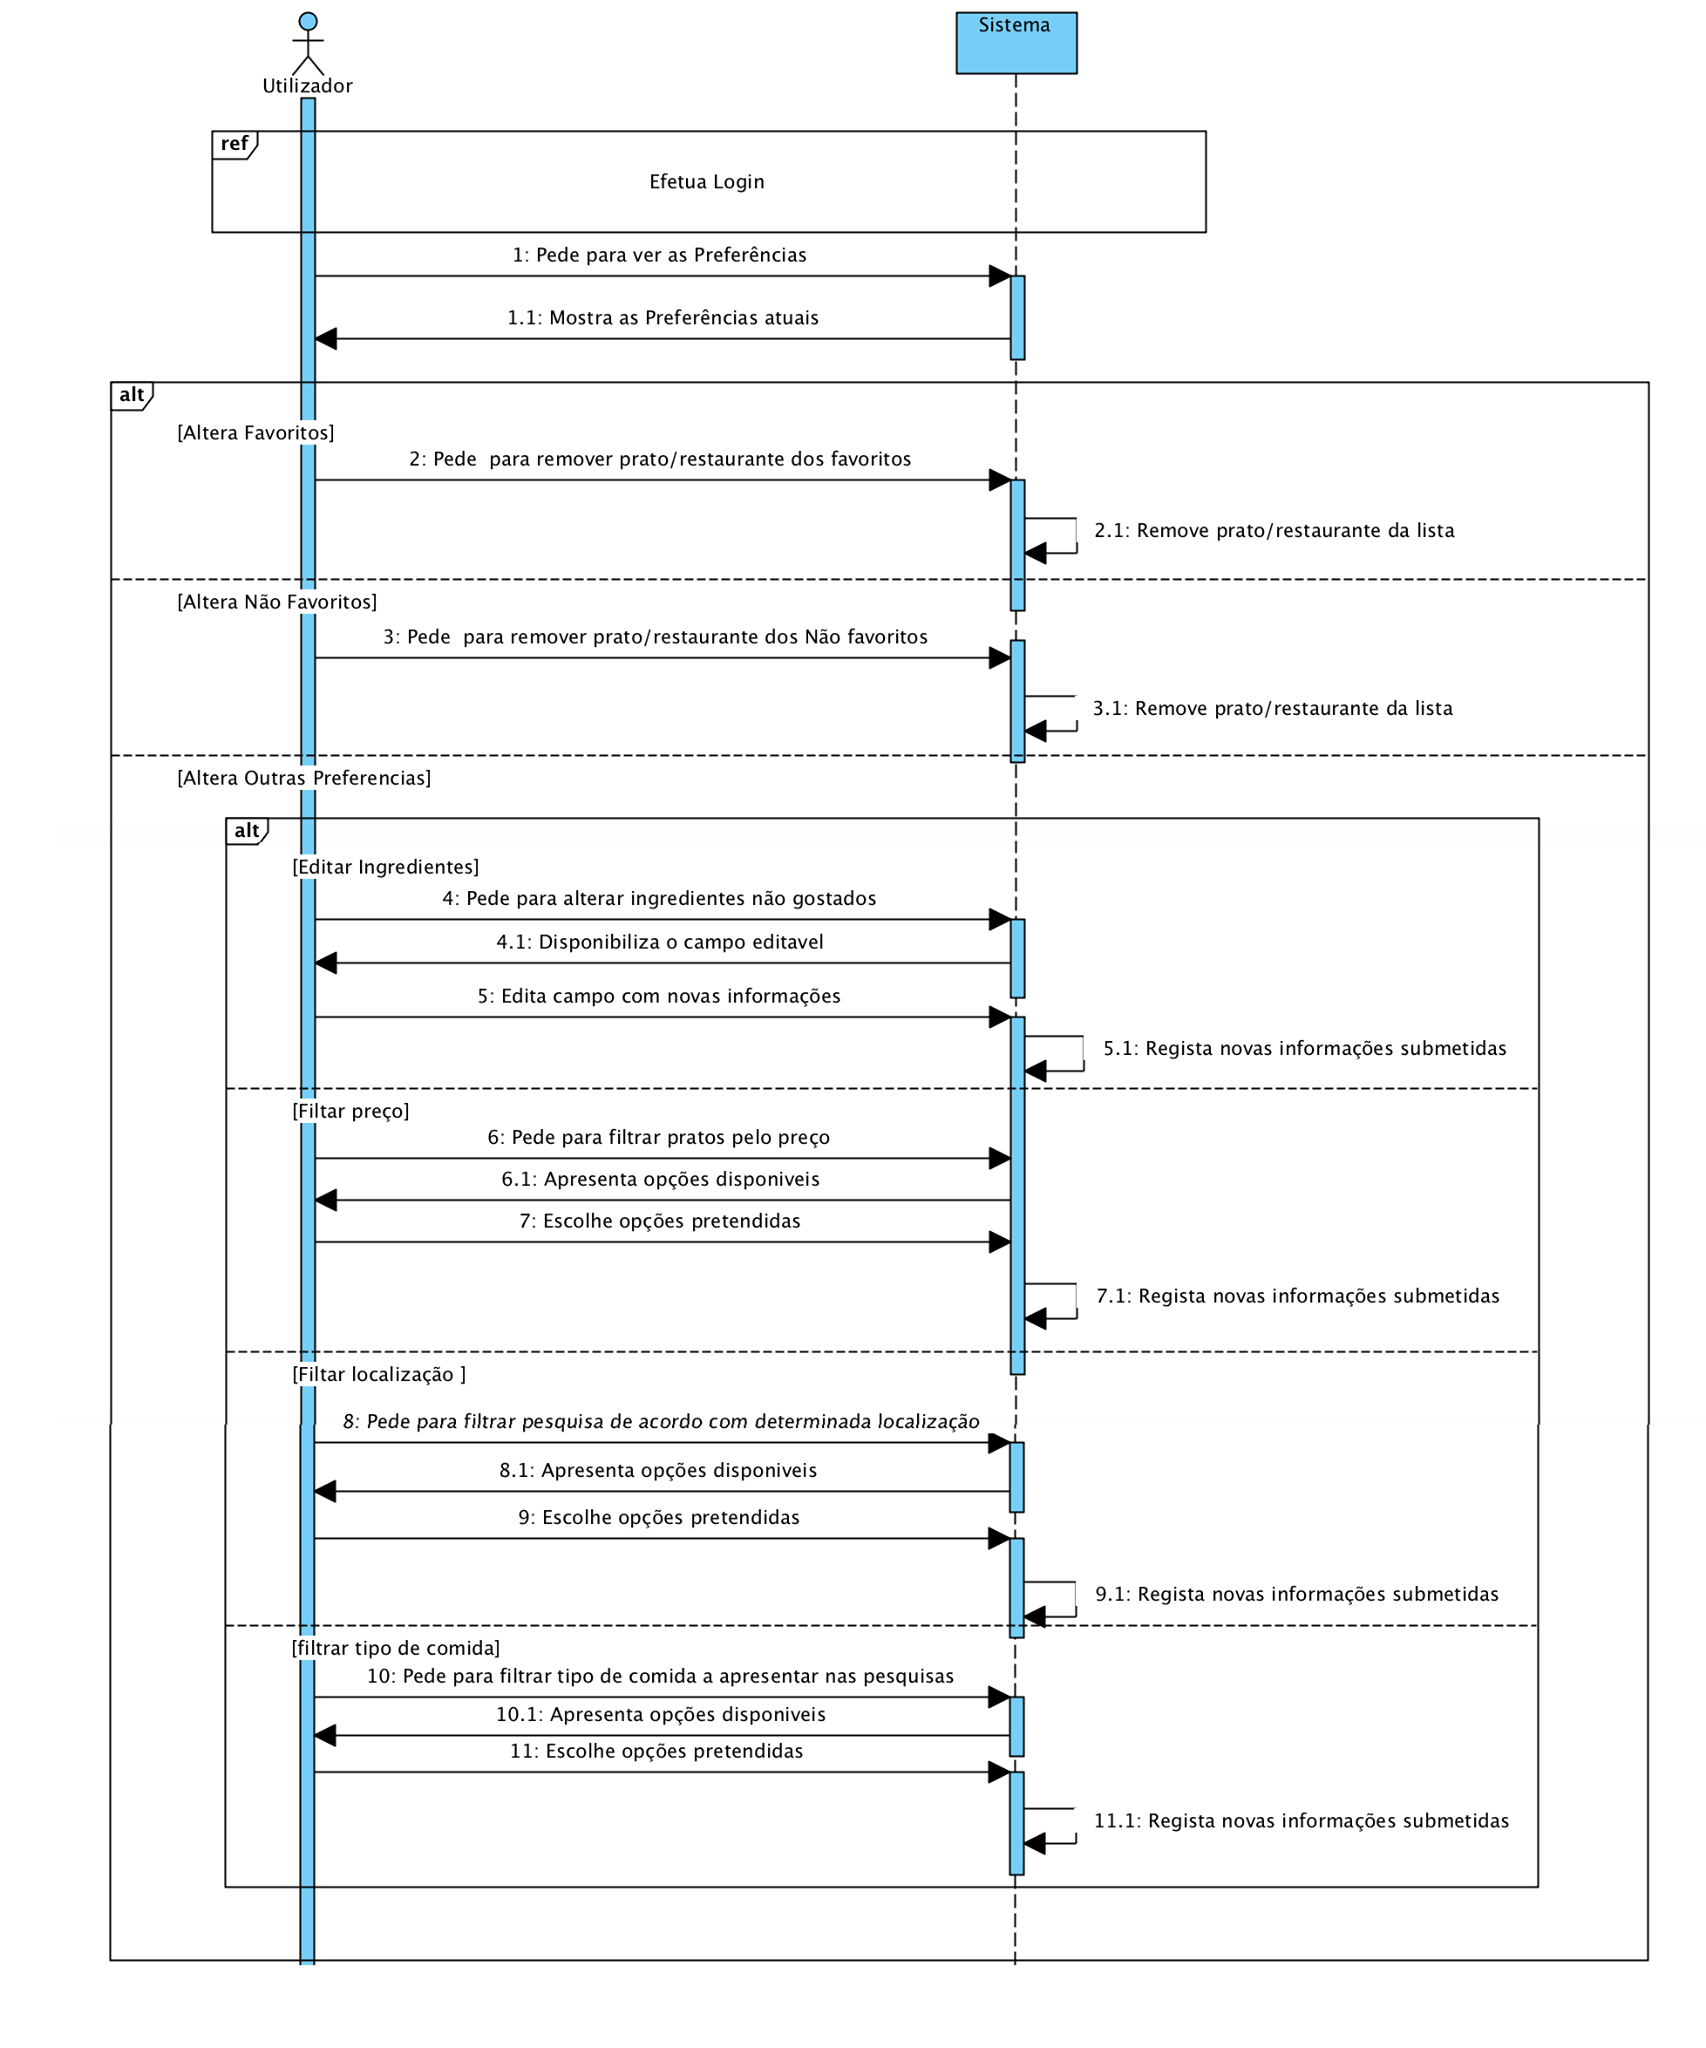 Sistema
Utilizador
ref
Efetua Login
1: Pede para ver as Preferências
1.1: Mostra as Preferências atuais
alt
[Altera Favoritos]
2: Pede  para remover prato/restaurante dos favoritos
2.1: Remove prato/restaurante da lista
[Altera Não Favoritos]
3: Pede  para remover prato/restaurante dos Não favoritos
3.1: Remove prato/restaurante da lista
[Altera Outras Preferencias]
alt
[Editar Ingredientes]
4: Pede para alterar ingredientes não gostados
4.1: Disponibiliza o campo editavel
5: Edita campo com novas informações
5.1: Regista novas informações submetidas
[Filtar preço]
6: Pede para filtrar pratos pelo preço
6.1: Apresenta opções disponiveis
7: Escolhe opções pretendidas
7.1: Regista novas informações submetidas
[Filtar localização ]
8: Pede para filtrar pesquisa de acordo com determinada localização
8.1: Apresenta opções disponiveis
9: Escolhe opções pretendidas
9.1: Regista novas informações submetidas
[filtrar tipo de comida]
10: Pede para filtrar tipo de comida a apresentar nas pesquisas
10.1: Apresenta opções disponiveis
11: Escolhe opções pretendidas
11.1: Regista novas informações submetidas